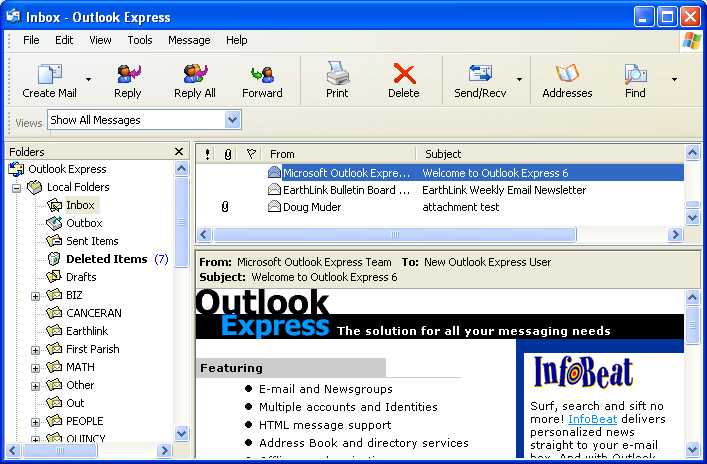 Inbox - Outlook Express
File Edit View Tools Message Help
Create Mail Reply Reply All Forward Print Delete Send/Recv Addresses Find
Views Show All Messages
Folders
Outlook Express
Local Folders
Inbox
Outbox
Sent Items
Deleted Items (7)
Drafts
BIZ
CANCERAN
Earthlink
First Parish
MATH
Other
Out
PEOPLE
QUINCY
! From Subject
Microsoft Outlook Expre... Welcome to Outlook Express 6
EarthLink Bulletin Board ... EarthLink Weekly Email Newsletter
Doug Muder attachment test
From: Microsoft Outlook Express Team To: New Outlook Express User
Subject: Welcome to Outlook Express 6
Outlook
Express The solution for all your messaging needs
Featuring
• E-mail and Newsgroups
• Multiple accounts and Identities
• HTML message support
• Address Book and directory services
InfoBeat
Surf, search and sift no
more! InfoBeat delivers
personalized news
straight to your e-mail
box. And with Outlook